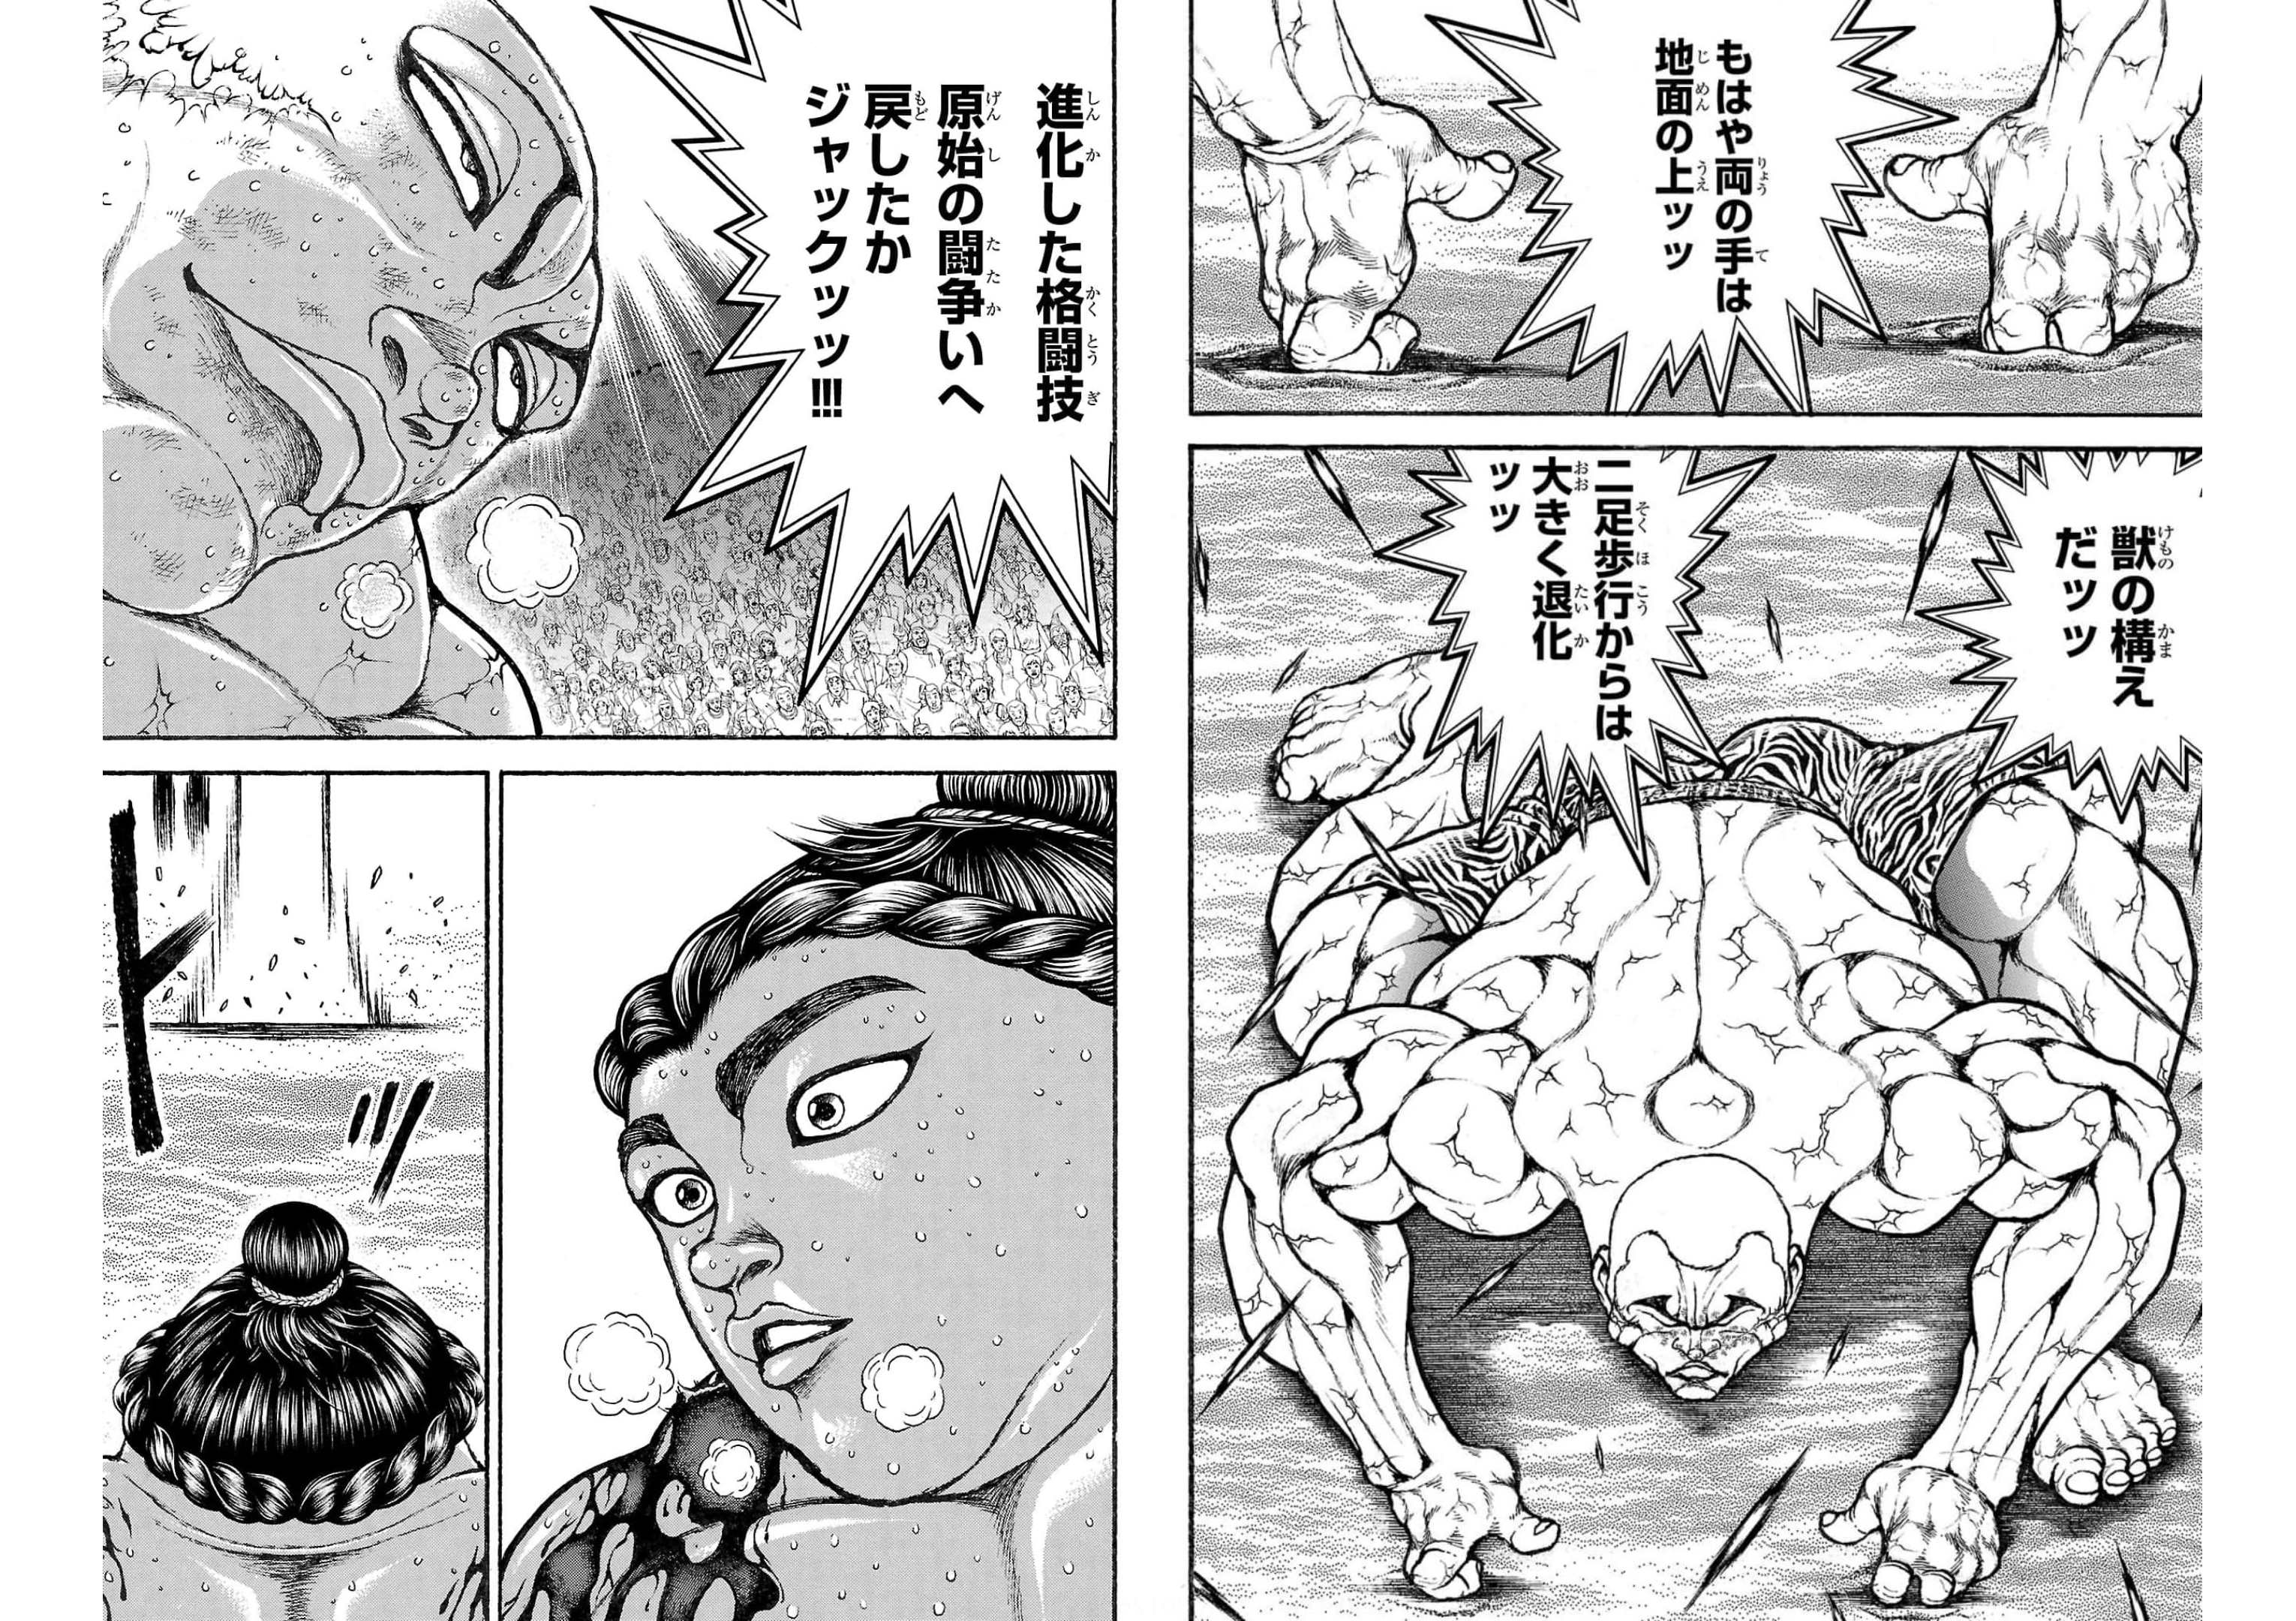 もはや両の手は
地面の上ッッ
獣の構え
だッッ
二足歩行からは
大きく退化
ッッ
進化した格闘技
原始の闘争いへ
戻したか
ジャックッッ!!!
ト